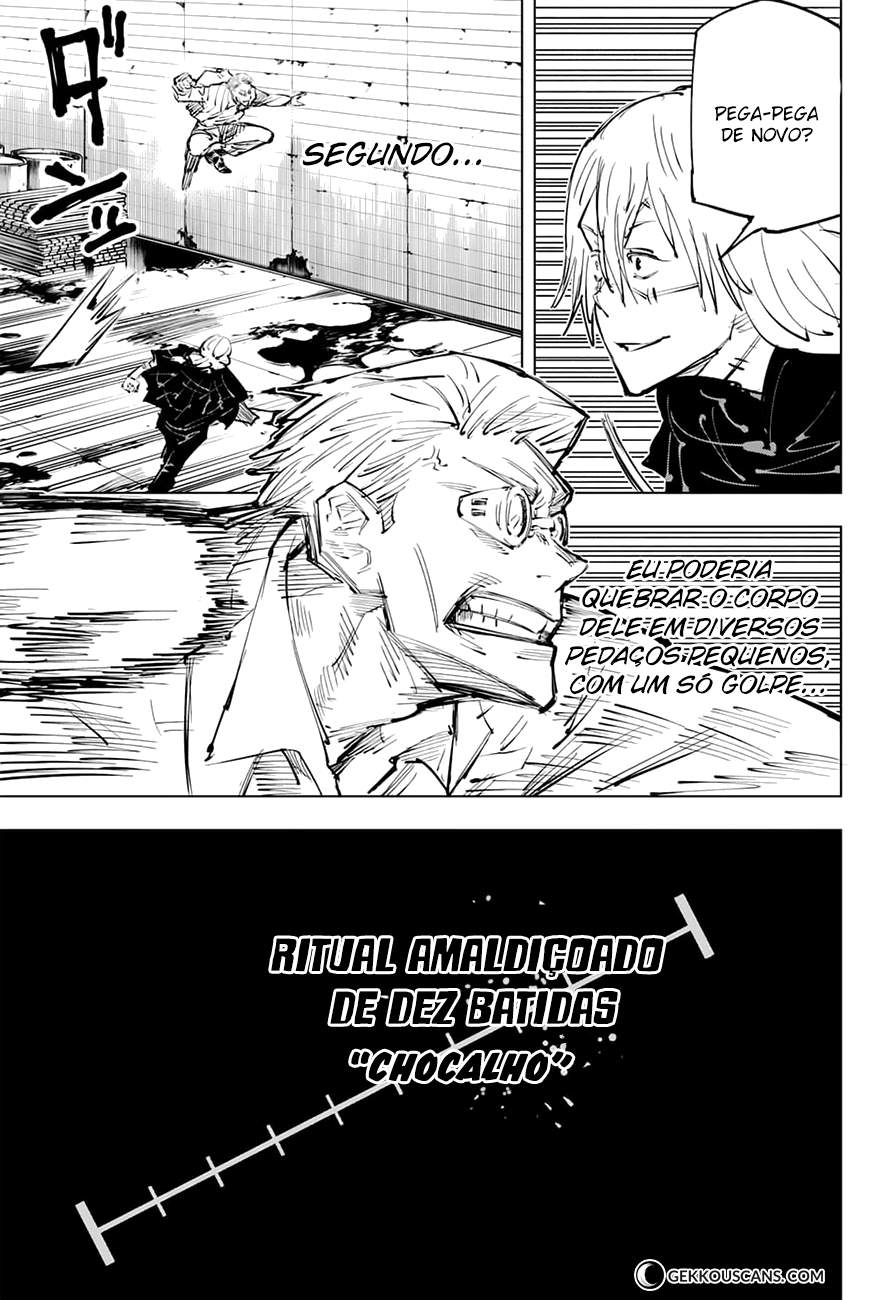 PEGA-PEGA
DE NOVO?
SEGUNDO...
ダンッ
EU PODERIA
QUEBRAR O CORPO
DELE EM DIVERSOS
PEDAÇOS PEQUENOS,
COM UM SÓ GOLPE...
RITUAL AMALDIÇOADO
DE DEZ BATIDAS
“CHOCALHO”
GEKKOUSCANS.COM